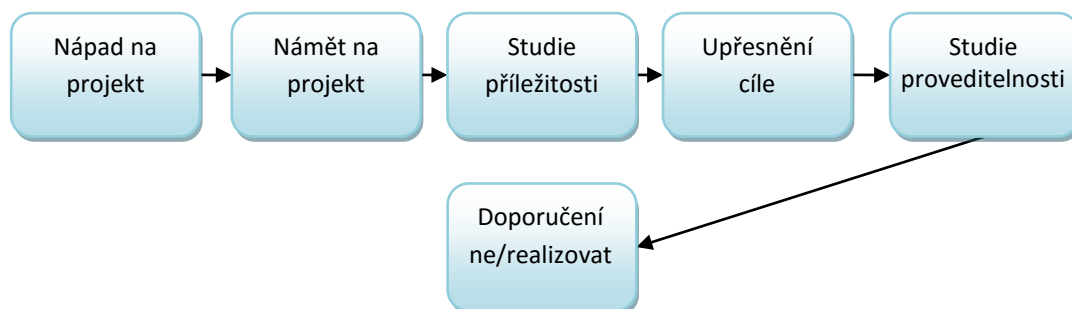 Nápad na
projekt
Námět na
projekt
Studie
příležitosti
Upřesnění
cíle
Studie
proveditelnosti
Doporučení
ne/realizovat